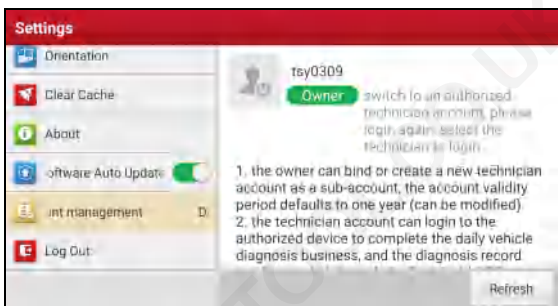 Settings
Orientation
Clear Cache
About
oftware Auto Update
int management D
Log Out
tsy0309
Owner
switch to an authorized
technician account, please
login again, select the
technician to login
1. the owner can bind or create a new technician
account as a sub-account, the account validity
period defaults to one year (can be modified)
2. the technician account can login to the
authorized device to complete the daily vehicle
diagnosis business, and the diagnosis record
Refresh